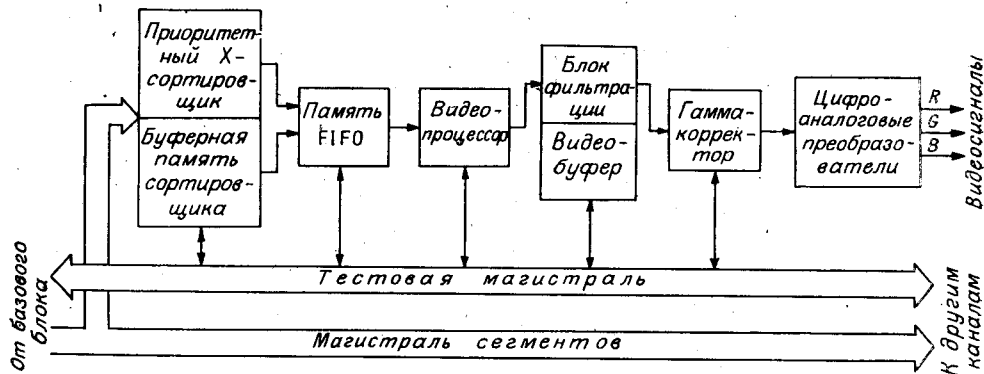 Приоритет-
ный X-
сортиров-
щик
Буферная
память
сортиров-
щика
Память
FIFO
Видео-
процессор
Блок
фильтра-
ции
Видео-
буфер
Гамма-
коррек-
тор
Цифро-
аналоговые
преобразо-
ватели
R
G
B
Видеосигналы
От базового
блока
Тестовая магистраль
Магистраль сегментов
К другим
каналам